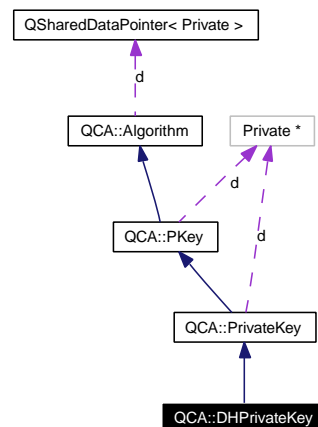 QSharedDataPointer< Private >
d
QCA::Algorithm
Private *
d
QCA::PKey
d
QCA::PrivateKey
QCA::DHPrivateKey